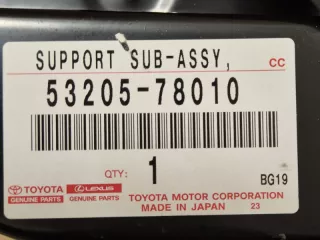 SUPPORT SUB-ASSY, CC
53205-78010
QTY: 1 BG19
TOYOTA LEXUS TOYOTA MOTOR CORPORATION
GENUINE PARTS GENUINE PARTS MADE IN JAPAN 23